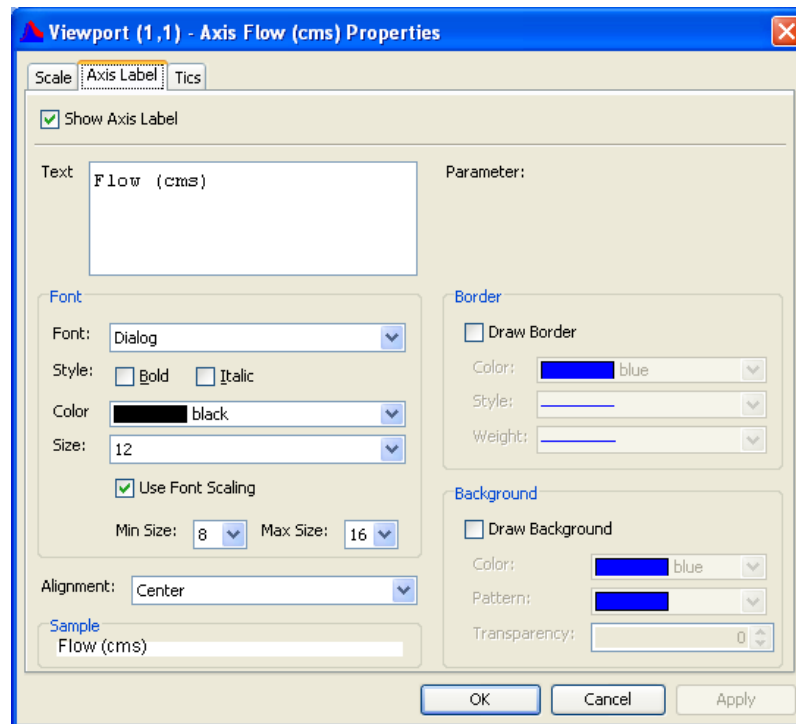 Viewport (1,1) - Axis Flow (cms) Properties
Scale Axis Label Tics
Show Axis Label
Text Flow (cms) Parameter:
Font
Font: Dialog
Style: Bold Italic
Color black
Size: 12
Use Font Scaling
Min Size: 8 Max Size: 16
Alignment: Center
Sample
Flow (cms)
Border
Draw Border
Color: blue
Style:
Weight:
Background
Draw Background
Color: blue
Pattern:
Transparency: 0
OK Cancel Apply